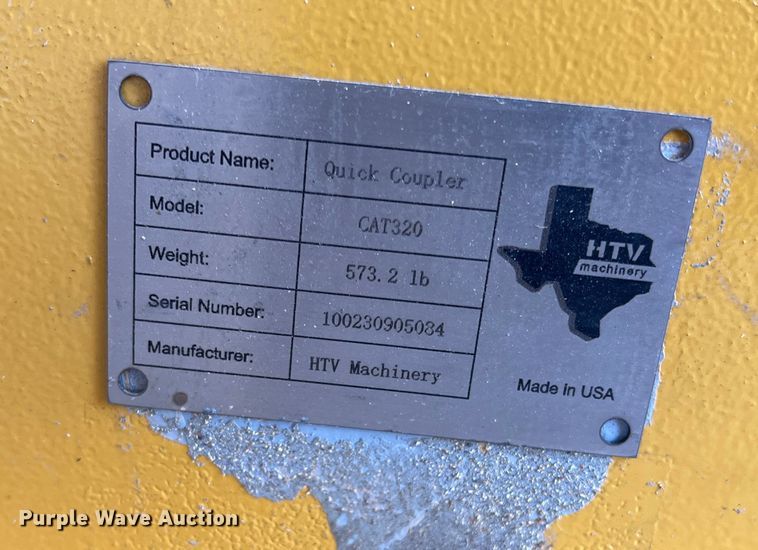 Product Name: Quick Coupler
Model: CAT320
Weight: 573.2 lb
Serial Number: 100230905084
Manufacturer: HTV Machinery
HTV
machinery
Made in USA
Purple Wave Auction